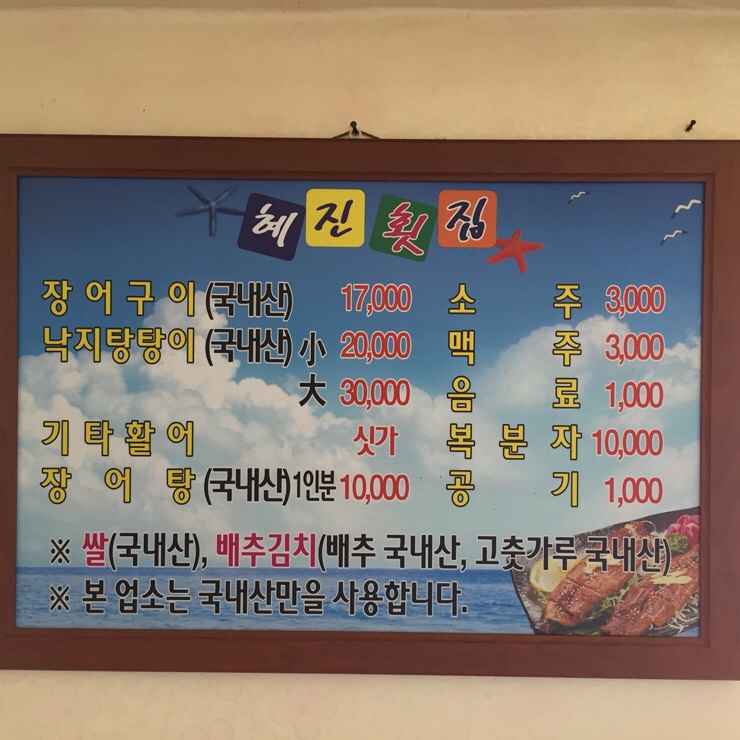 혜진횟집
장어구이(국내산) 17,000 소주 3,000
낙지탕탕이(국내산) 小 20,000 맥주 3,000
大 30,000 음료 1,000
기타활어 싯가 복분자 10,000
장어탕(국내산)1인분 10,000 공기 1,000
※ 쌀(국내산), 배추김치(배추 국내산, 고춧가루 국내산)
※ 본 업소는 국내산만을 사용합니다.